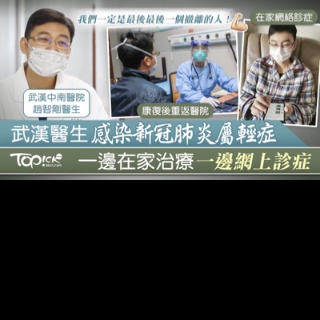 我們一定是最後最後一個撤離的人！
在家網絡診症
武漢中南醫院
趙智剛醫生
康復後重返醫院
武漢醫生感染新冠肺炎屬輕症
TOPick
一邊在家治療一邊網上診症